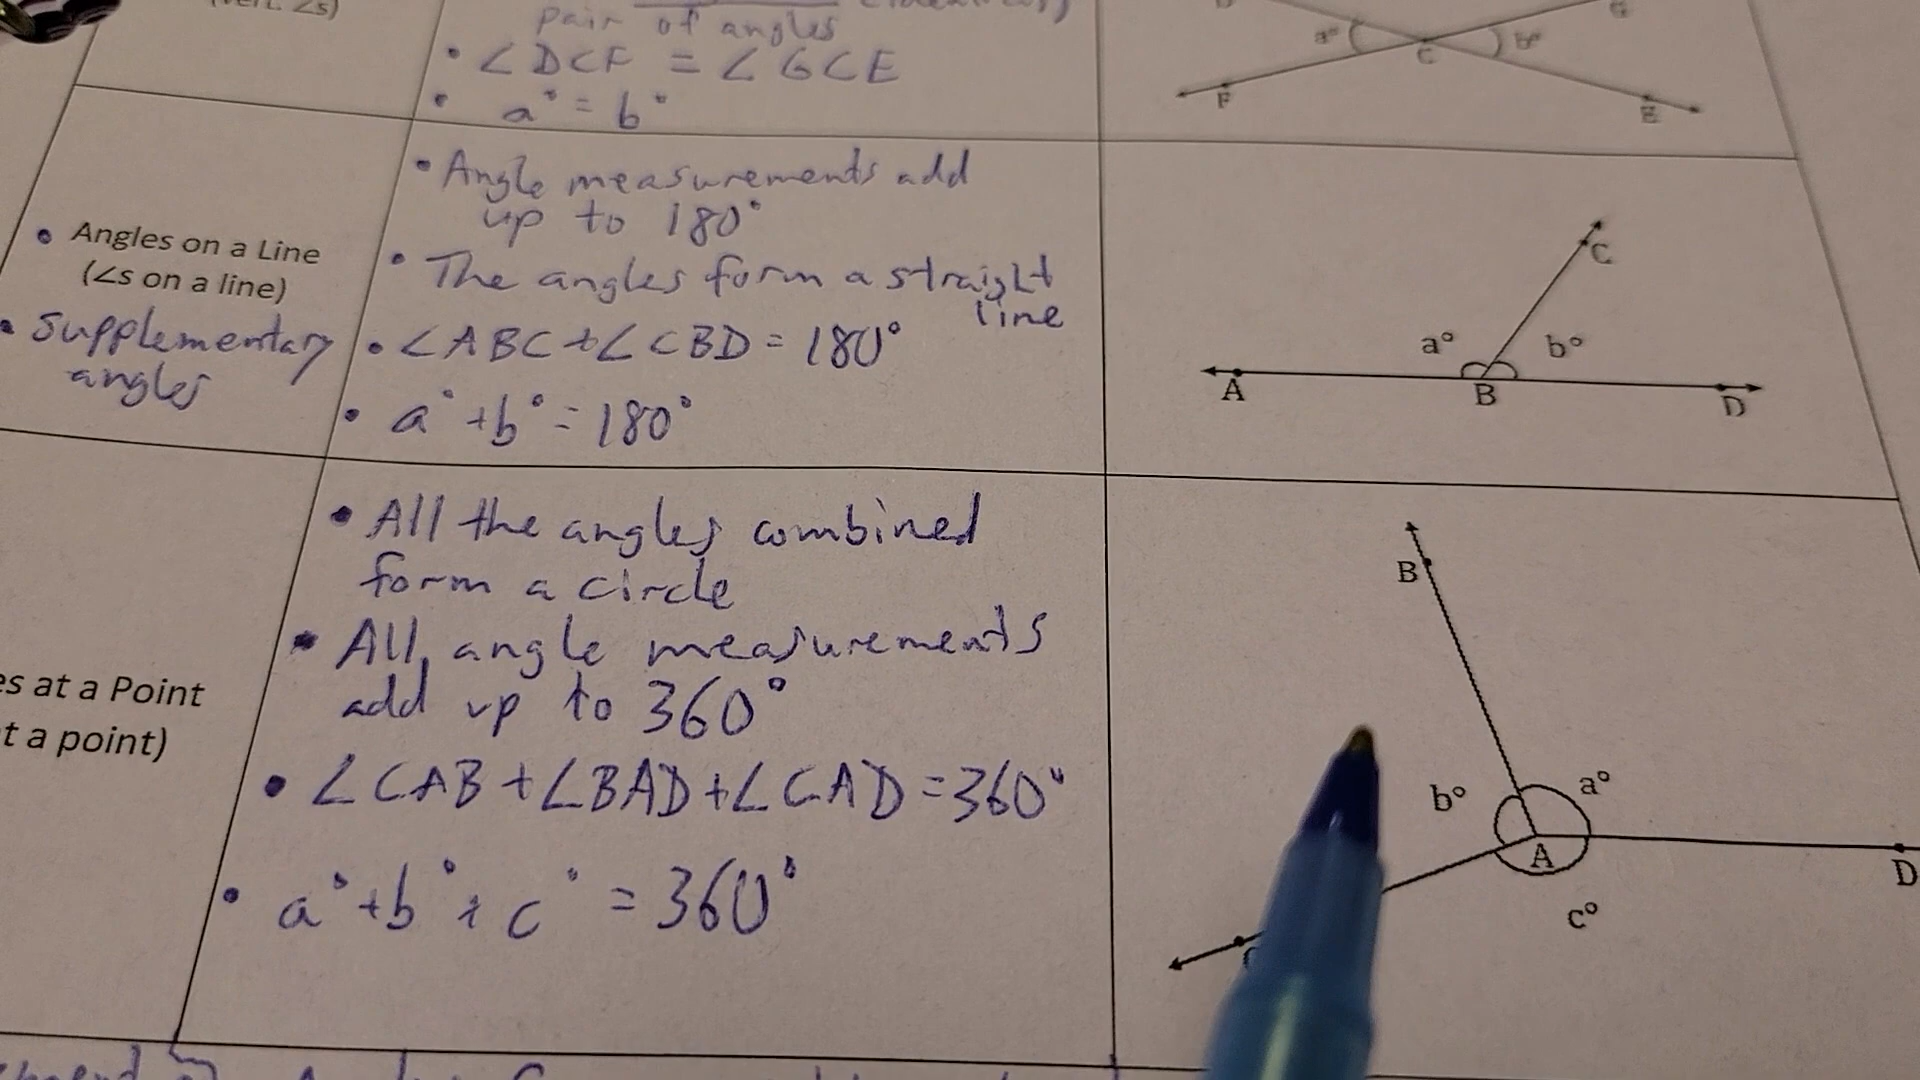 (vert. ∠s)
pair of angles
• ∠DCF = ∠GCE
• a° = b°
a° b°
C
G
F
E
• Angles on a Line
(∠s on a line)
• Supplementary
angles
• Angle measurements add
up to 180°
• The angles form a straight
line
• ∠ABC + ∠CBD = 180°
• a° + b° = 180°
C
a° b°
A B D
es at a Point
t a point)
• All the angles combined
form a circle
• All angle measurements
add up to 360°
• ∠CAB + ∠BAD + ∠CAD = 360°
• a° + b° + c° = 360°
B
b° a°
A D
c°